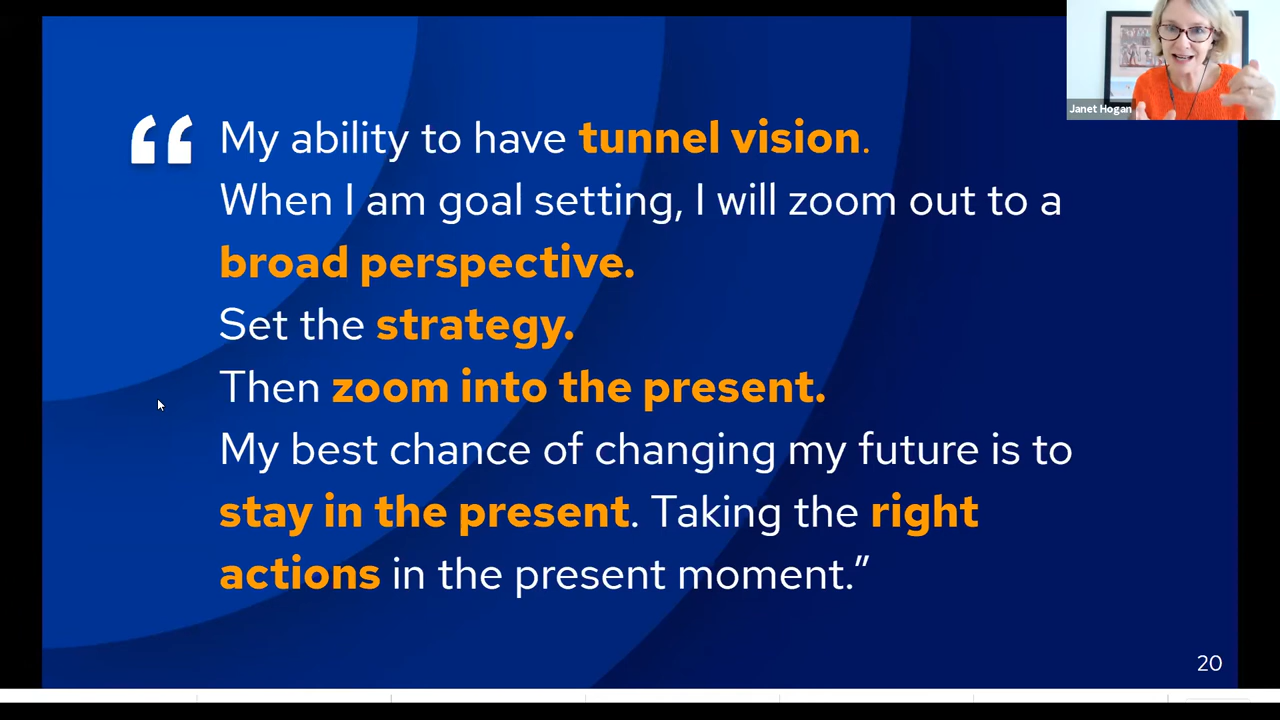 Janet Hogan
“ My ability to have tunnel vision.
When I am goal setting, I will zoom out to a
broad perspective.
Set the strategy.
Then zoom into the present.
My best chance of changing my future is to
stay in the present. Taking the right
actions in the present moment.”
20